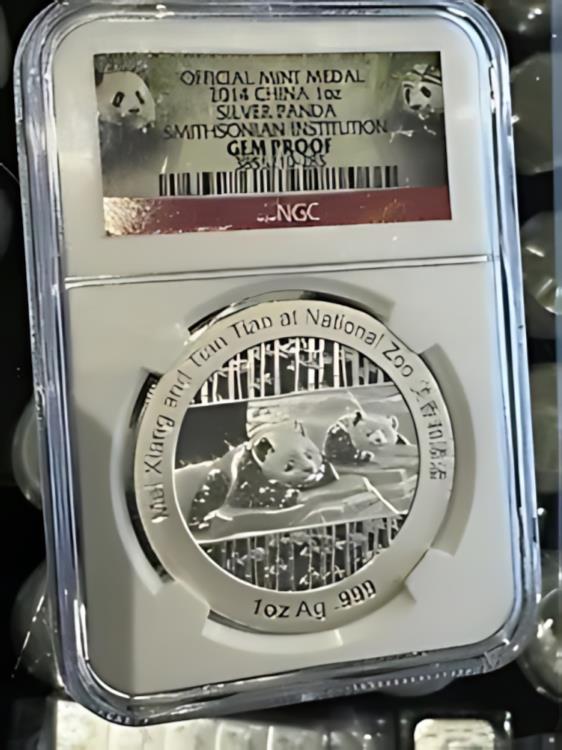 OFFICIAL MINT MEDAL
2014 CHINA 1oz
SILVER PANDA
SMITHSONIAN INSTITUTION
GEM PROOF
NGC
Mei Xiang and Tian Tian at National Zoo
1oz Ag .999